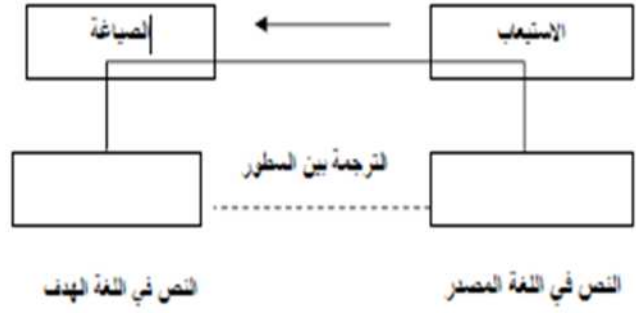 الاستيعاب
الصياغة
الترجمة بين السطور
النص في اللغة المصدر
النص في اللغة الهدف